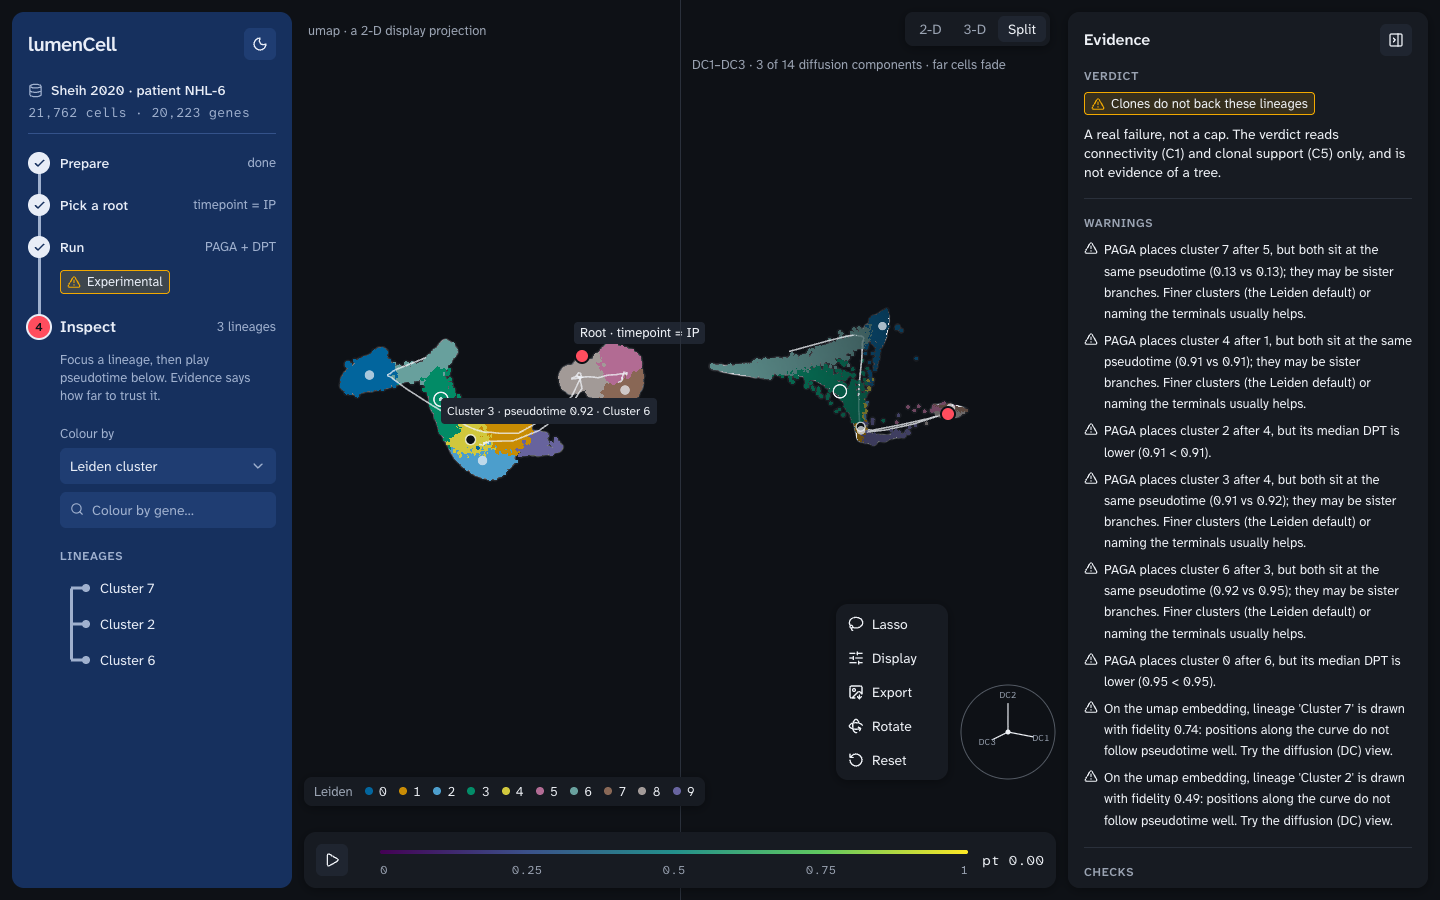 lumenCell
Sheih 2020 · patient NHL-6
21,762 cells · 20,223 genes
Prepare done
Pick a root timepoint = IP
Run PAGA + DPT
Experimental
4 Inspect 3 lineages
Focus a lineage, then play
pseudotime below. Evidence says
how far to trust it.
Colour by
Leiden cluster
Colour by gene...
LINEAGES
Cluster 7
Cluster 2
Cluster 6
umap · a 2-D display projection
2-D 3-D Split
DC1–DC3 · 3 of 14 diffusion components · far cells fade
Root · timepoint = IP
Cluster 3 · pseudotime 0.92 · Cluster 6
Lasso
Display
Export
Rotate
Reset
DC2
DC3
DC1
Leiden 0 1 2 3 4 5 6 7 8 9
0 0.25 0.5 0.75 1
pt 0.00
Evidence
VERDICT
Clones do not back these lineages
A real failure, not a cap. The verdict reads
connectivity (C1) and clonal support (C5) only, and is
not evidence of a tree.
WARNINGS
PAGA places cluster 7 after 5, but both sit at the
same pseudotime (0.13 vs 0.13); they may be sister
branches. Finer clusters (the Leiden default) or
naming the terminals usually helps.
PAGA places cluster 4 after 1, but both sit at the same
pseudotime (0.91 vs 0.91); they may be sister
branches. Finer clusters (the Leiden default) or
naming the terminals usually helps.
PAGA places cluster 2 after 4, but its median DPT is
lower (0.91 < 0.91).
PAGA places cluster 3 after 4, but both sit at the
same pseudotime (0.91 vs 0.92); they may be sister
branches. Finer clusters (the Leiden default) or
naming the terminals usually helps.
PAGA places cluster 6 after 3, but both sit at the
same pseudotime (0.92 vs 0.95); they may be sister
branches. Finer clusters (the Leiden default) or
naming the terminals usually helps.
PAGA places cluster 0 after 6, but its median DPT is
lower (0.95 < 0.95).
On the umap embedding, lineage 'Cluster 7' is drawn
with fidelity 0.74: positions along the curve do not
follow pseudotime well. Try the diffusion (DC) view.
On the umap embedding, lineage 'Cluster 2' is drawn
with fidelity 0.49: positions along the curve do not
follow pseudotime well. Try the diffusion (DC) view.
CHECKS